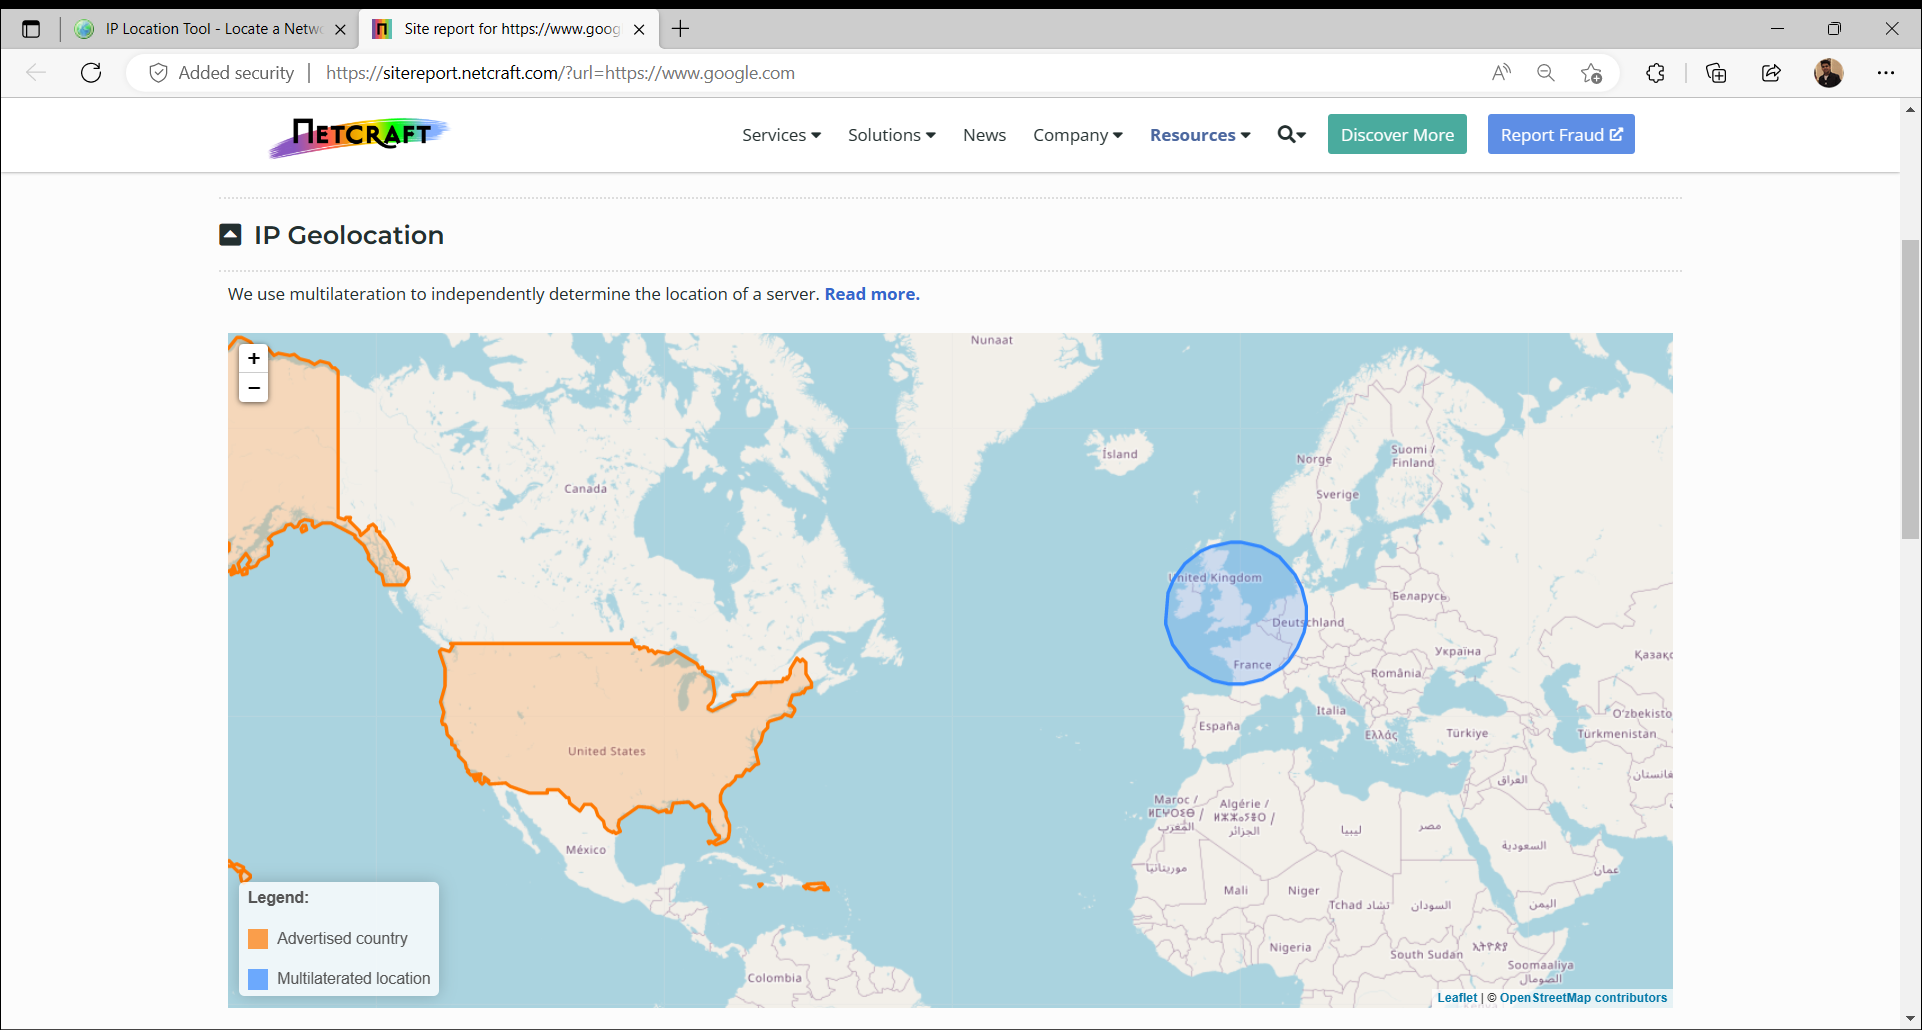 IP Location Tool - Locate a Netwo
Site report for https://www.goog
Added security
https://sitereport.netcraft.com/?url=https://www.google.com
NETCRAFT
Services
Solutions
News
Company
Resources
Discover More
Report Fraud
IP Geolocation
We use multilateration to independently determine the location of a server. Read more.
+
−
Nunaat
Ísland
Norge
Suomi /
Finland
Sverige
Canada
United Kingdom
Беларусь
Deutschland
France
Україна
Қазақс
România
Italia
España
Ελλάς
Türkiye
O'zbekisto
Türkmenistan
United States
México
العراق
Maroc /
ⵍⵎⵖⵔⵉⴱ /
المغرب
Algérie /
الجزائر
ليبيا
مصر
السعودية
عمان
موريتانيا
Mali
Niger
Tchad تشاد
السودان
اليمن
Nigeria
South Sudan
Soomaaliya
الصومال
Colombia
Legend:
Advertised country
Multilaterated location
Leaflet | © OpenStreetMap contributors